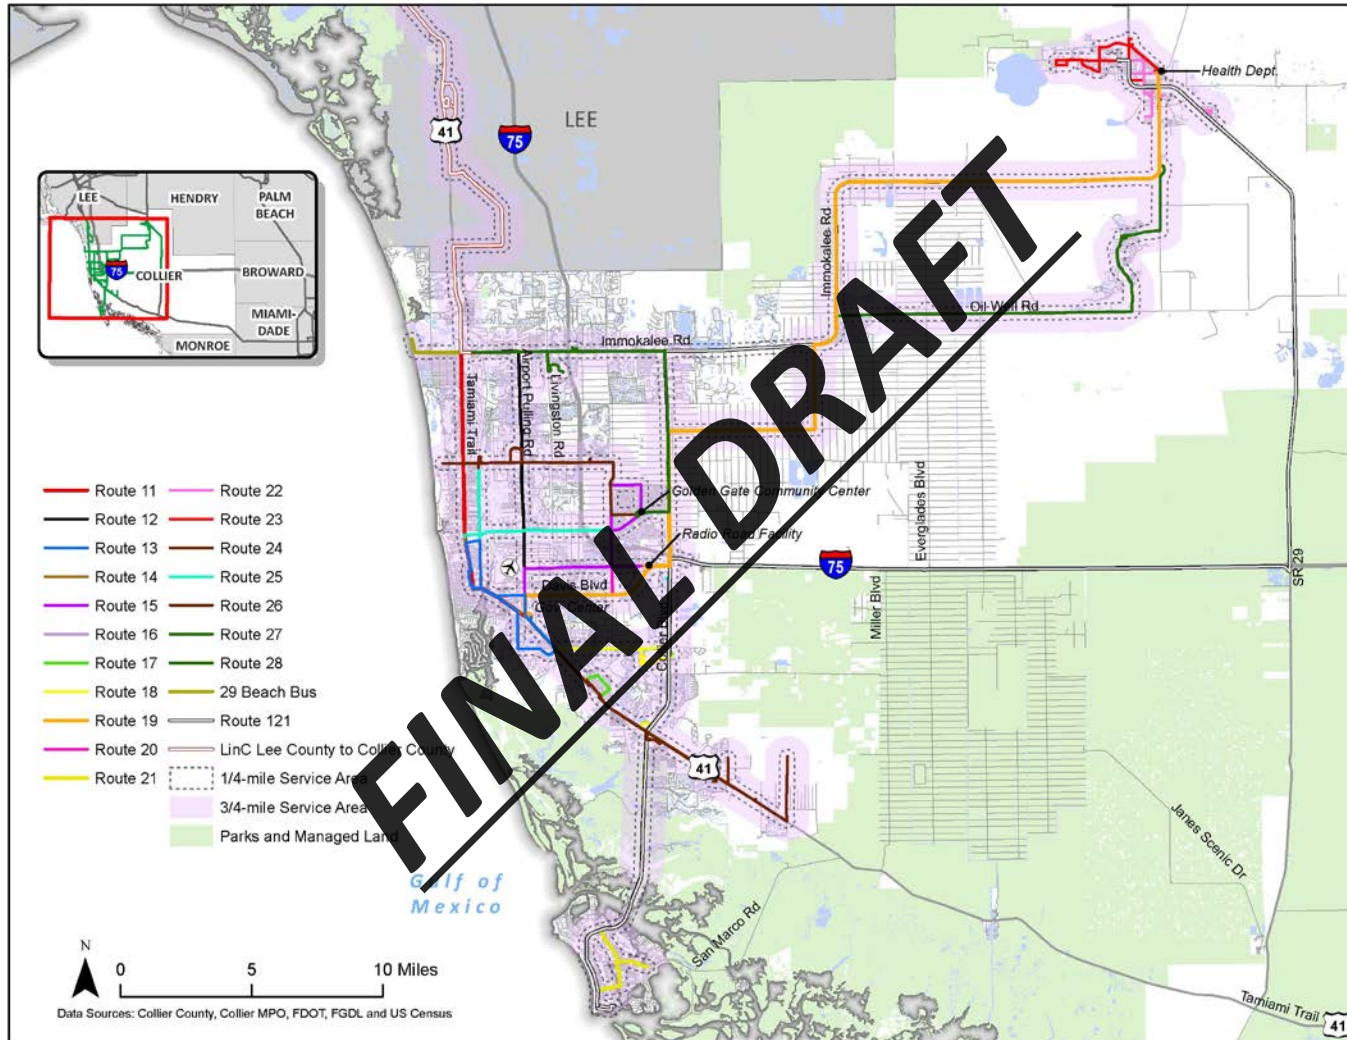 LEE
41
75
Health Dept.
LEE
HENDRY
PALM
BEACH
75
COLLIER
BROWARD
MIAMI-
DADE
MONROE
Immokalee Rd
Oil Well Rd
Immokalee Rd
Tamiami Trail
Airport Pulling Rd
Livingston Rd
Golden Gate Community Center
Radio Road Facility
Everglades Blvd
75
SR 29
Davis Blvd
Gov. Center
Miller Blvd
Route 11
Route 22
Route 12
Route 23
Route 13
Route 24
Route 14
Route 25
Route 15
Route 26
Route 16
Route 27
Route 17
Route 28
Route 18
29 Beach Bus
Route 19
Route 121
Route 20
LinC Lee County to Collier County
Route 21
1/4-mile Service Area
3/4-mile Service Area
Parks and Managed Land
41
Janes Scenic Dr
Gulf of
Mexico
San Marco Rd
Tamiami Trail
41
N
0 5 10 Miles
Data Sources: Collier County, Collier MPO, FDOT, FGDL and US Census
FINAL DRAFT